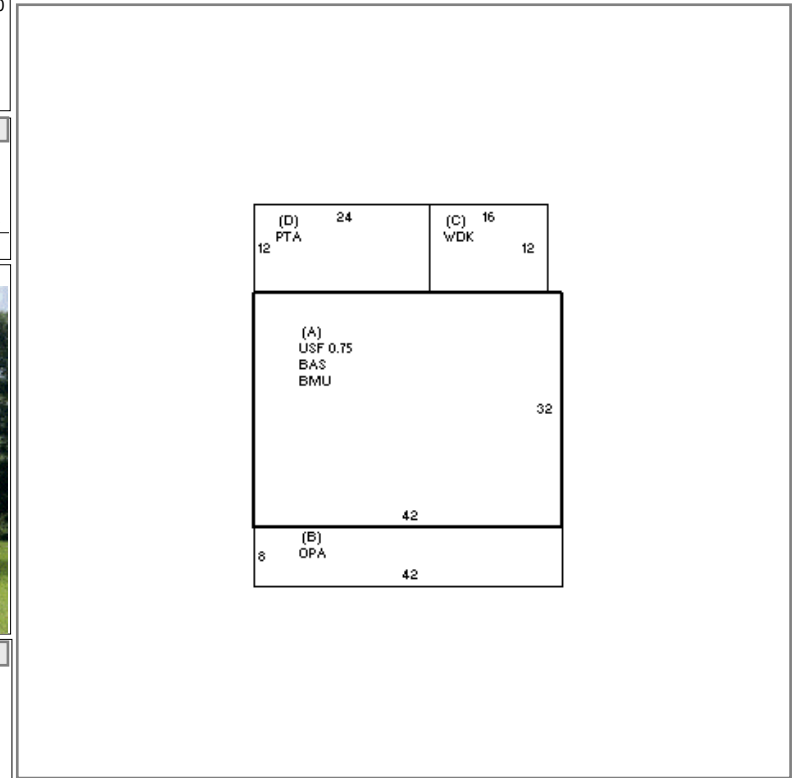 (D) 24
PTA
12
(C) 16
WDK
12
(A)
USF 0.75
BAS
BMU
32
42
(B)
OPA
8
42